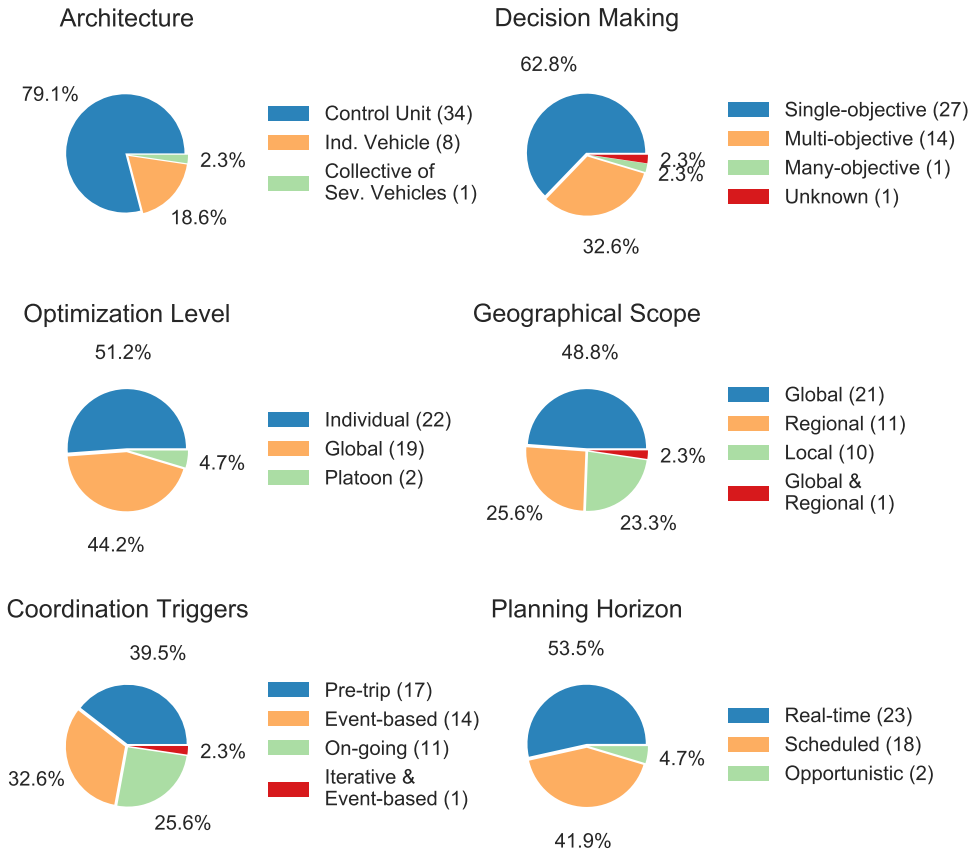 Architecture
79.1%
2.3%
18.6%
Control Unit (34)
Ind. Vehicle (8)
Collective of
Sev. Vehicles (1)
Decision Making
62.8%
2.3%
2.3%
32.6%
Single-objective (27)
Multi-objective (14)
Many-objective (1)
Unknown (1)
Optimization Level
51.2%
4.7%
44.2%
Individual (22)
Global (19)
Platoon (2)
Geographical Scope
48.8%
2.3%
25.6%
23.3%
Global (21)
Regional (11)
Local (10)
Global &
Regional (1)
Coordination Triggers
39.5%
2.3%
32.6%
25.6%
Pre-trip (17)
Event-based (14)
On-going (11)
Iterative &
Event-based (1)
Planning Horizon
53.5%
4.7%
41.9%
Real-time (23)
Scheduled (18)
Opportunistic (2)